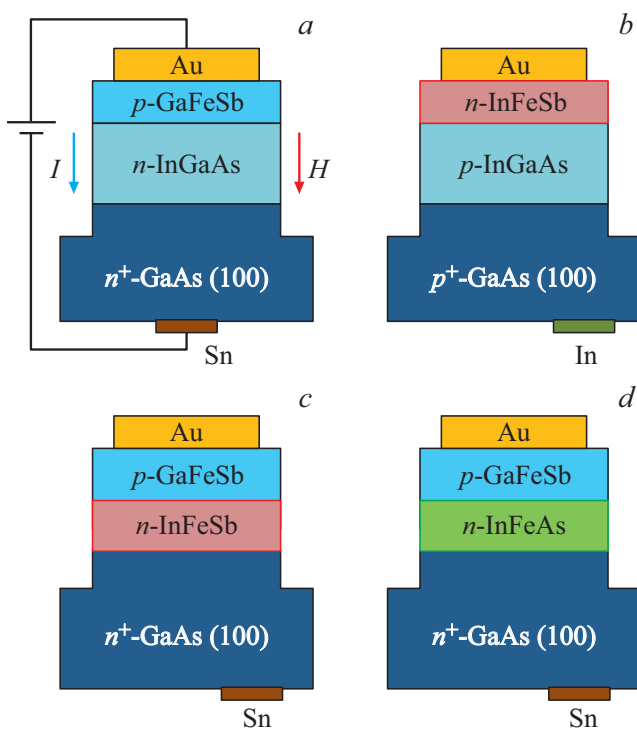 a
Au
p-GaFeSb
n-InGaAs
I
H
n⁺-GaAs (100)
Sn
b
Au
n-InFeSb
p-InGaAs
p⁺-GaAs (100)
In
c
Au
p-GaFeSb
n-InFeSb
n⁺-GaAs (100)
Sn
d
Au
p-GaFeSb
n-InFeAs
n⁺-GaAs (100)
Sn